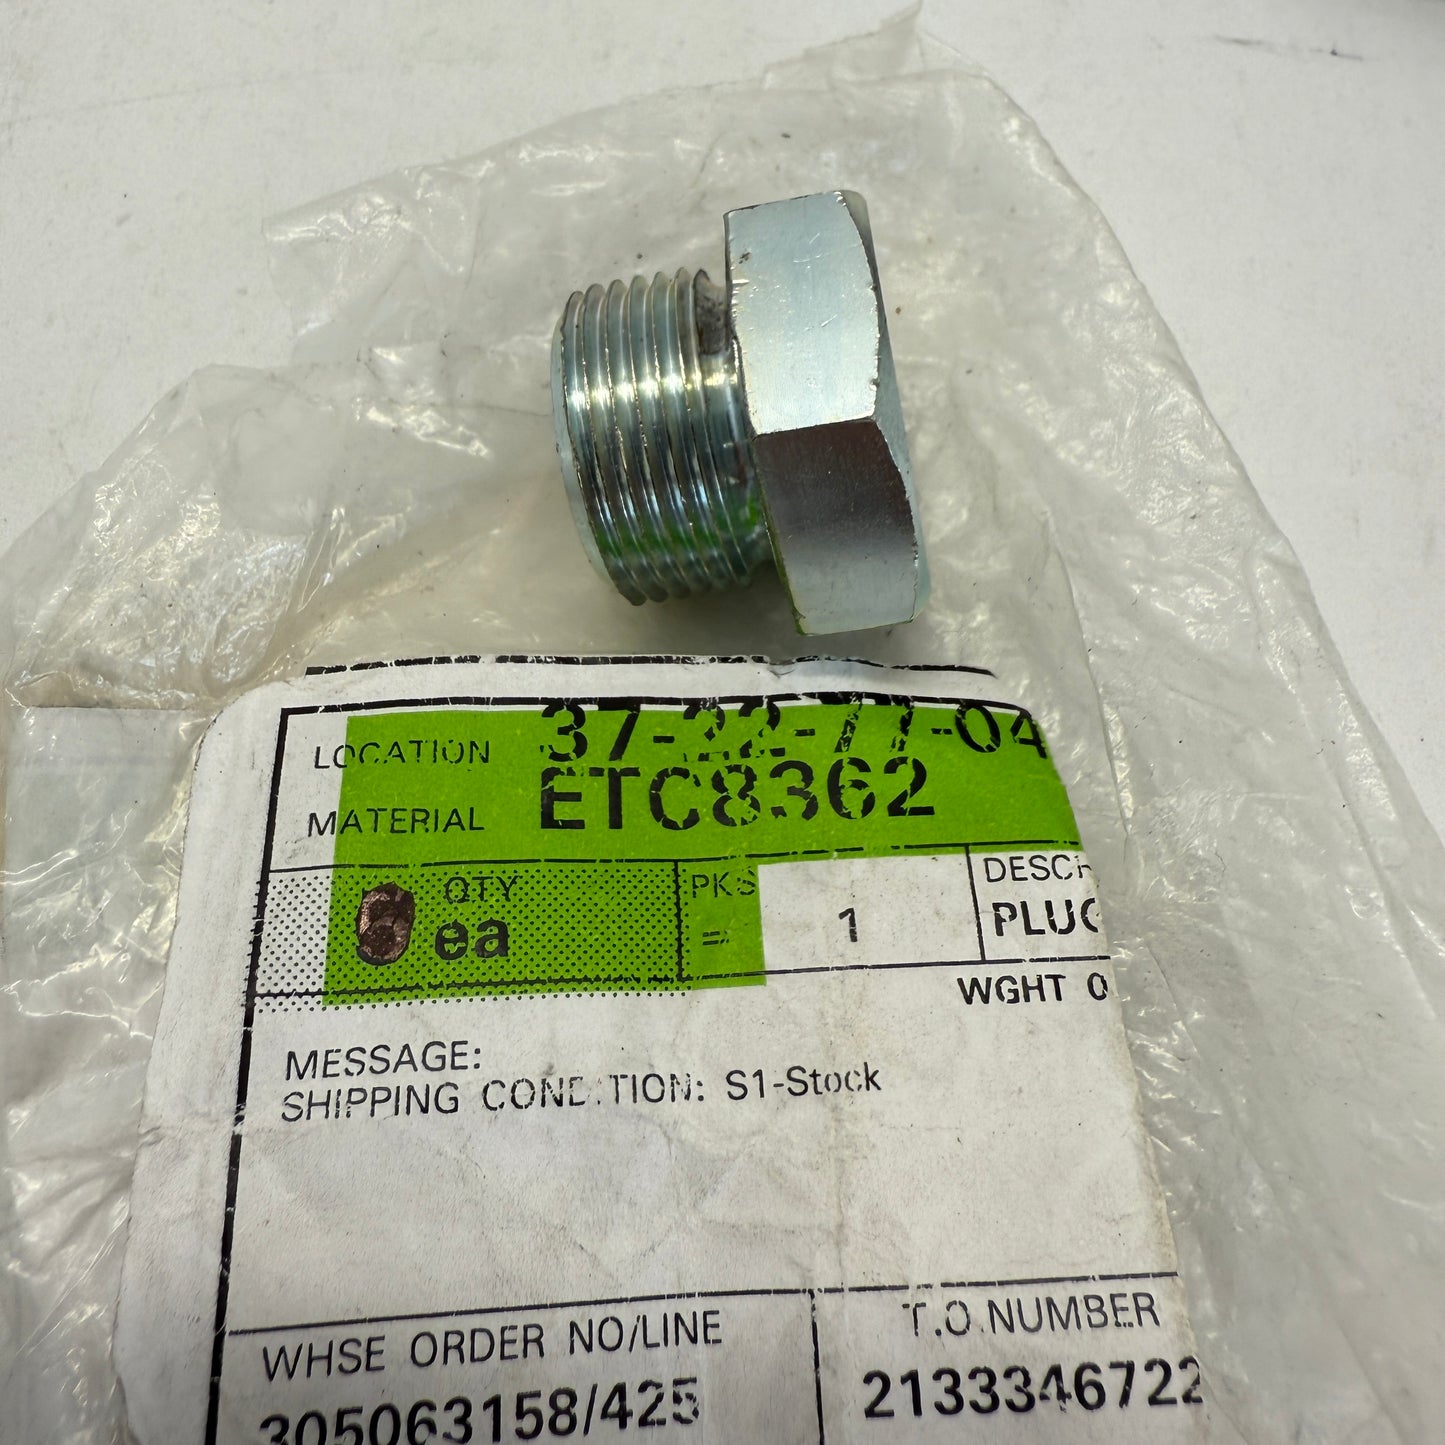 LOCATION 37-22-77-04
MATERIAL ETC8362
QTY PKS DESCR
ea = 1 PLUG
WGHT 0
MESSAGE:
SHIPPING CONDITION: S1-Stock
WHSE ORDER NO/LINE T.O.NUMBER
305063158/425 2133346722